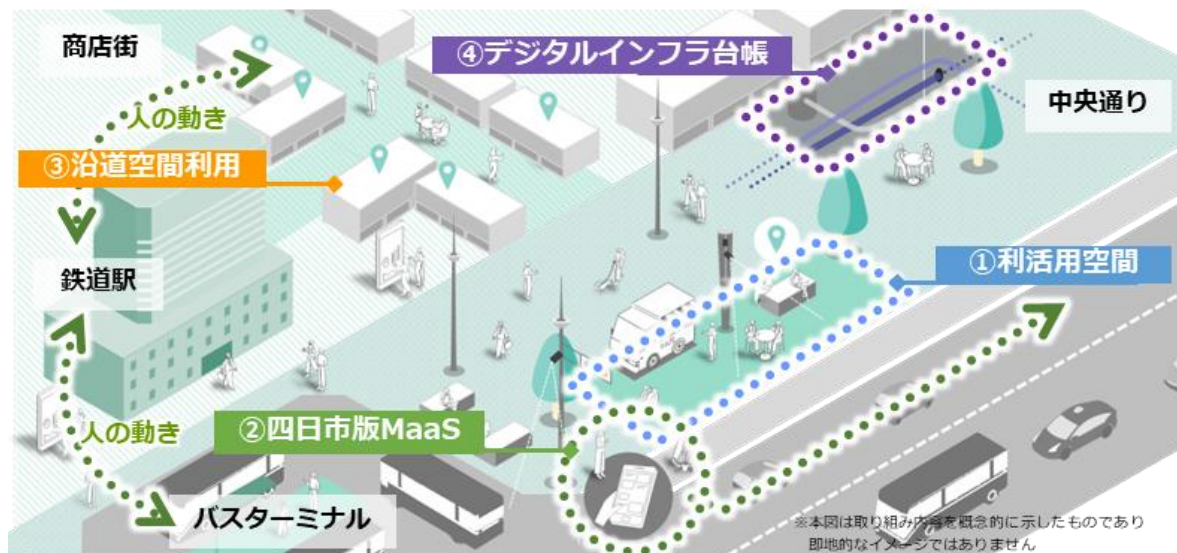 商店街
④デジタルインフラ台帳
中央通り
人の動き
③沿道空間利用
鉄道駅
①利活用空間
人の動き
②四日市版MaaS
バスターミナル
※本図は取り組み内容を概念的に示したものであり
即地的なイメージではありません